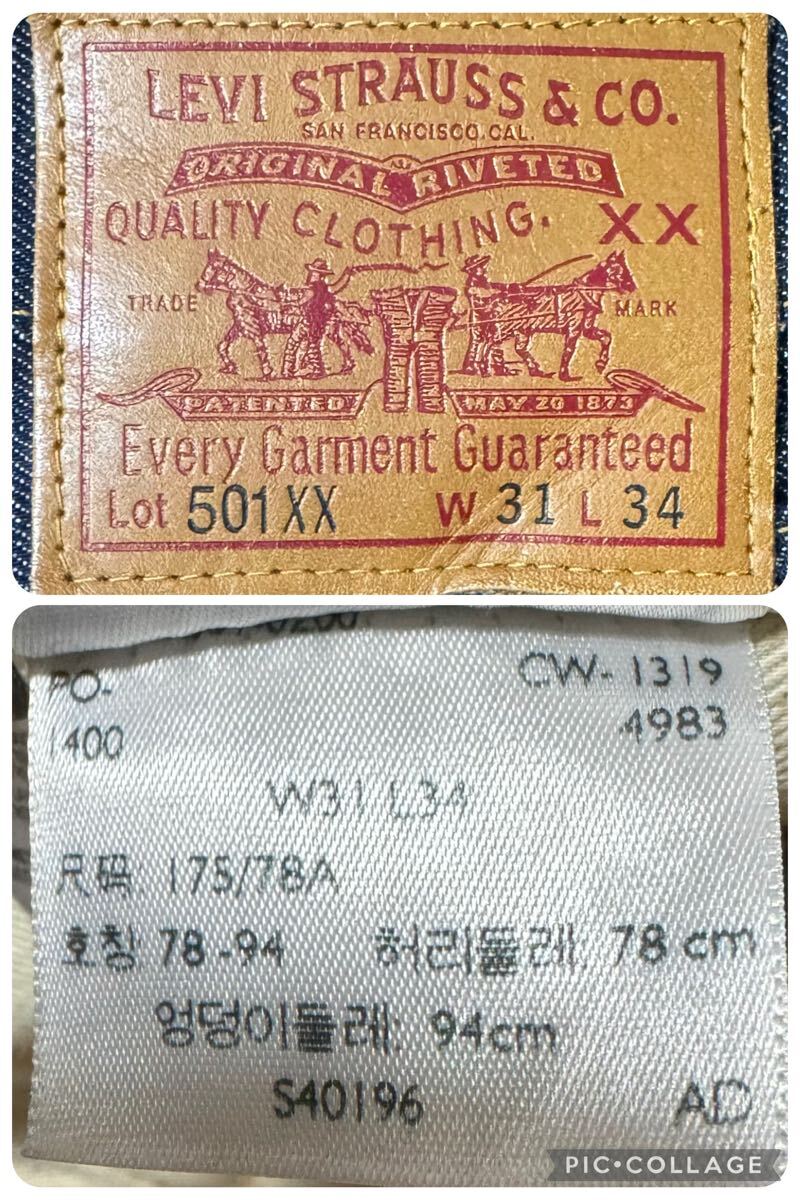 LEVI STRAUSS & CO.
SAN FRANCISCO, CAL.
ORIGINAL RIVETED
QUALITY CLOTHING. XX
TRADE MARK
PATENTED MAY 20 1873
Every Garment Guaranteed
Lot 501XX W 31 L 34
PO- CW- 1319
1400 4983
W31 L34
尺码 175/78A
호칭 78-94 허리둘레: 78 cm
엉덩이둘레: 94cm
S40196 AD
PIC•COLLAGE